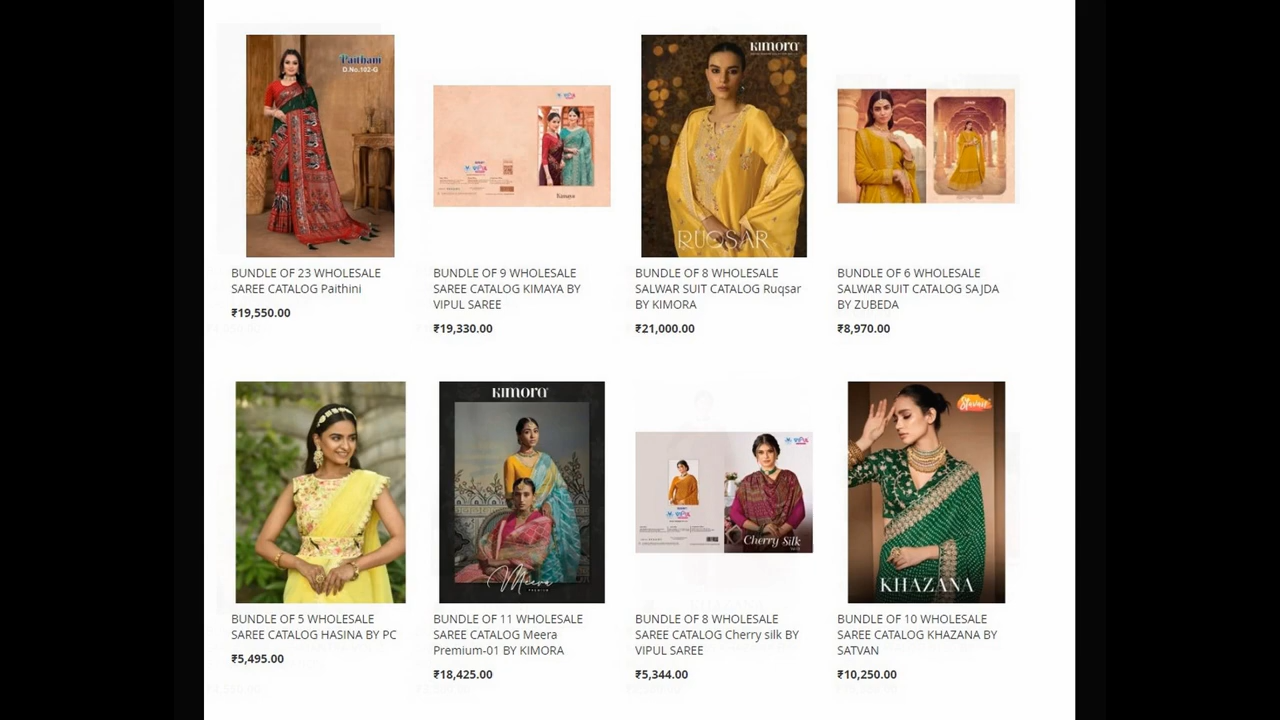 Paithani
D.No.102-G
Kimaya
KIMORA
RUQSAR
BUNDLE OF 23 WHOLESALE
SAREE CATALOG Paithini
₹19,550.00
BUNDLE OF 9 WHOLESALE
SAREE CATALOG KIMAYA BY
VIPUL SAREE
₹19,330.00
BUNDLE OF 8 WHOLESALE
SALWAR SUIT CATALOG Ruqsar
BY KIMORA
₹21,000.00
BUNDLE OF 6 WHOLESALE
SALWAR SUIT CATALOG SAJDA
BY ZUBEDA
₹8,970.00
KIMORA
Meera
PREMIUM
VIPUL
VIPUL
Cherry Silk
KHAZANA
BUNDLE OF 5 WHOLESALE
SAREE CATALOG HASINA BY PC
₹5,495.00
BUNDLE OF 11 WHOLESALE
SAREE CATALOG Meera
Premium-01 BY KIMORA
₹18,425.00
BUNDLE OF 8 WHOLESALE
SAREE CATALOG Cherry silk BY
VIPUL SAREE
₹5,344.00
BUNDLE OF 10 WHOLESALE
SAREE CATALOG KHAZANA BY
SATVAN
₹10,250.00